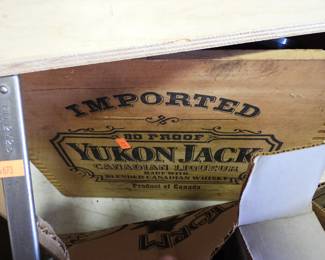 IMPORTED
80 PROOF
YUKON JACK
CANADIAN LIQUEUR
MADE WITH
BLENDED CANADIAN WHISKY
Product of Canada